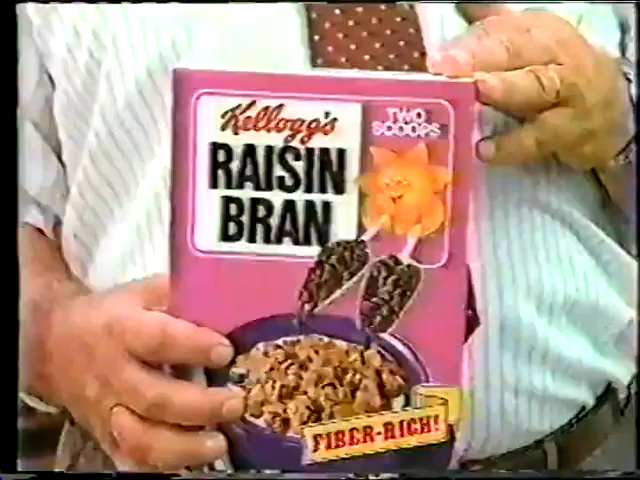 Kellogg's
RAISIN
BRAN
TWO
SCOOPS
FIBER-RICH!